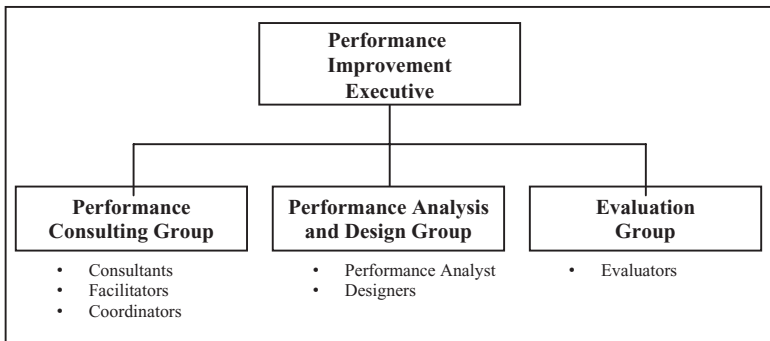 Performance
Improvement
Executive
Performance
Consulting Group
• Consultants
• Facilitators
• Coordinators
Performance Analysis
and Design Group
• Performance Analyst
• Designers
Evaluation
Group
• Evaluators